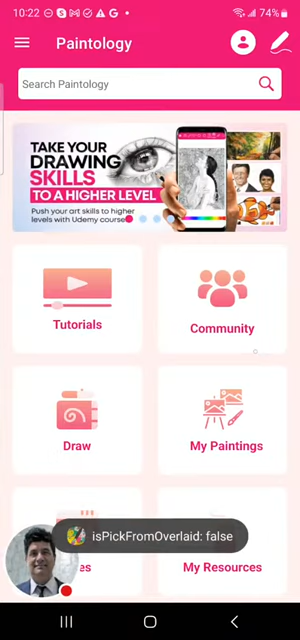 10:22
74%
Paintology
Search Paintology
TAKE YOUR
DRAWING
SKILLS
TO A HIGHER LEVEL
Push your art skills to higher
levels with Udemy course
Tutorials
Community
Draw
My Paintings
isPickFromOverlaid: false
My Resources